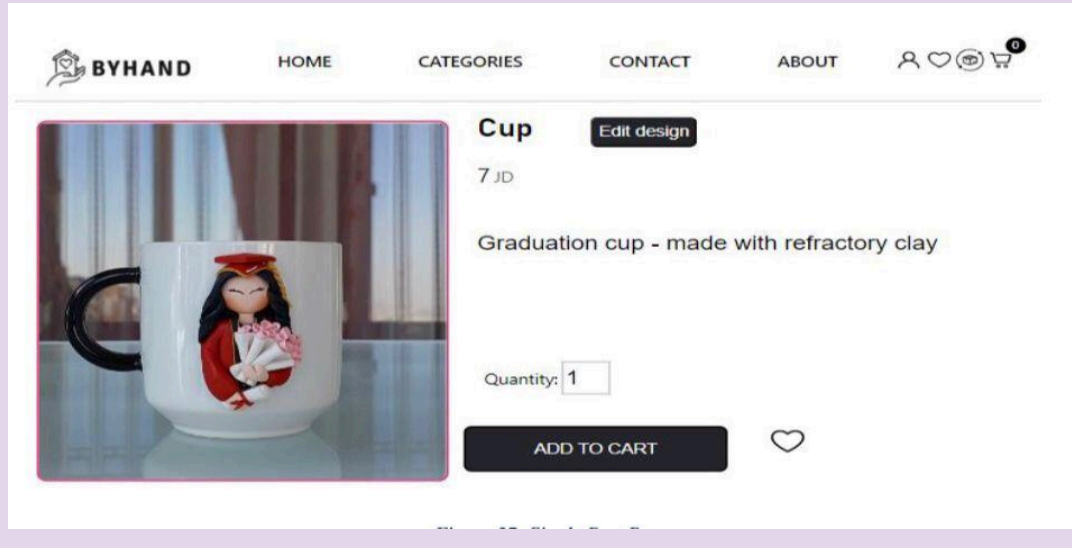 BYHAND HOME CATEGORIES CONTACT ABOUT 0
Cup Edit design
7 JD
Graduation cup - made with refractory clay
Quantity: 1
ADD TO CART